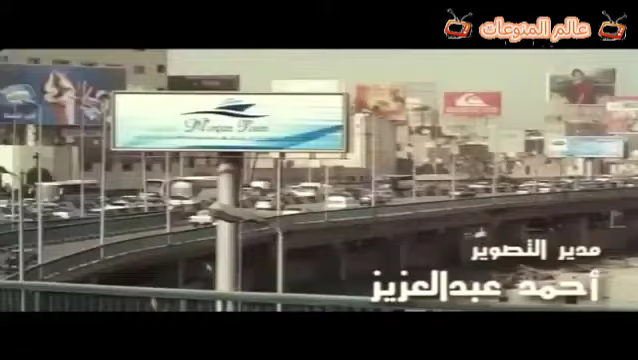 عالم المنوعات
مدير التصوير
أحمد عبدالعزيز